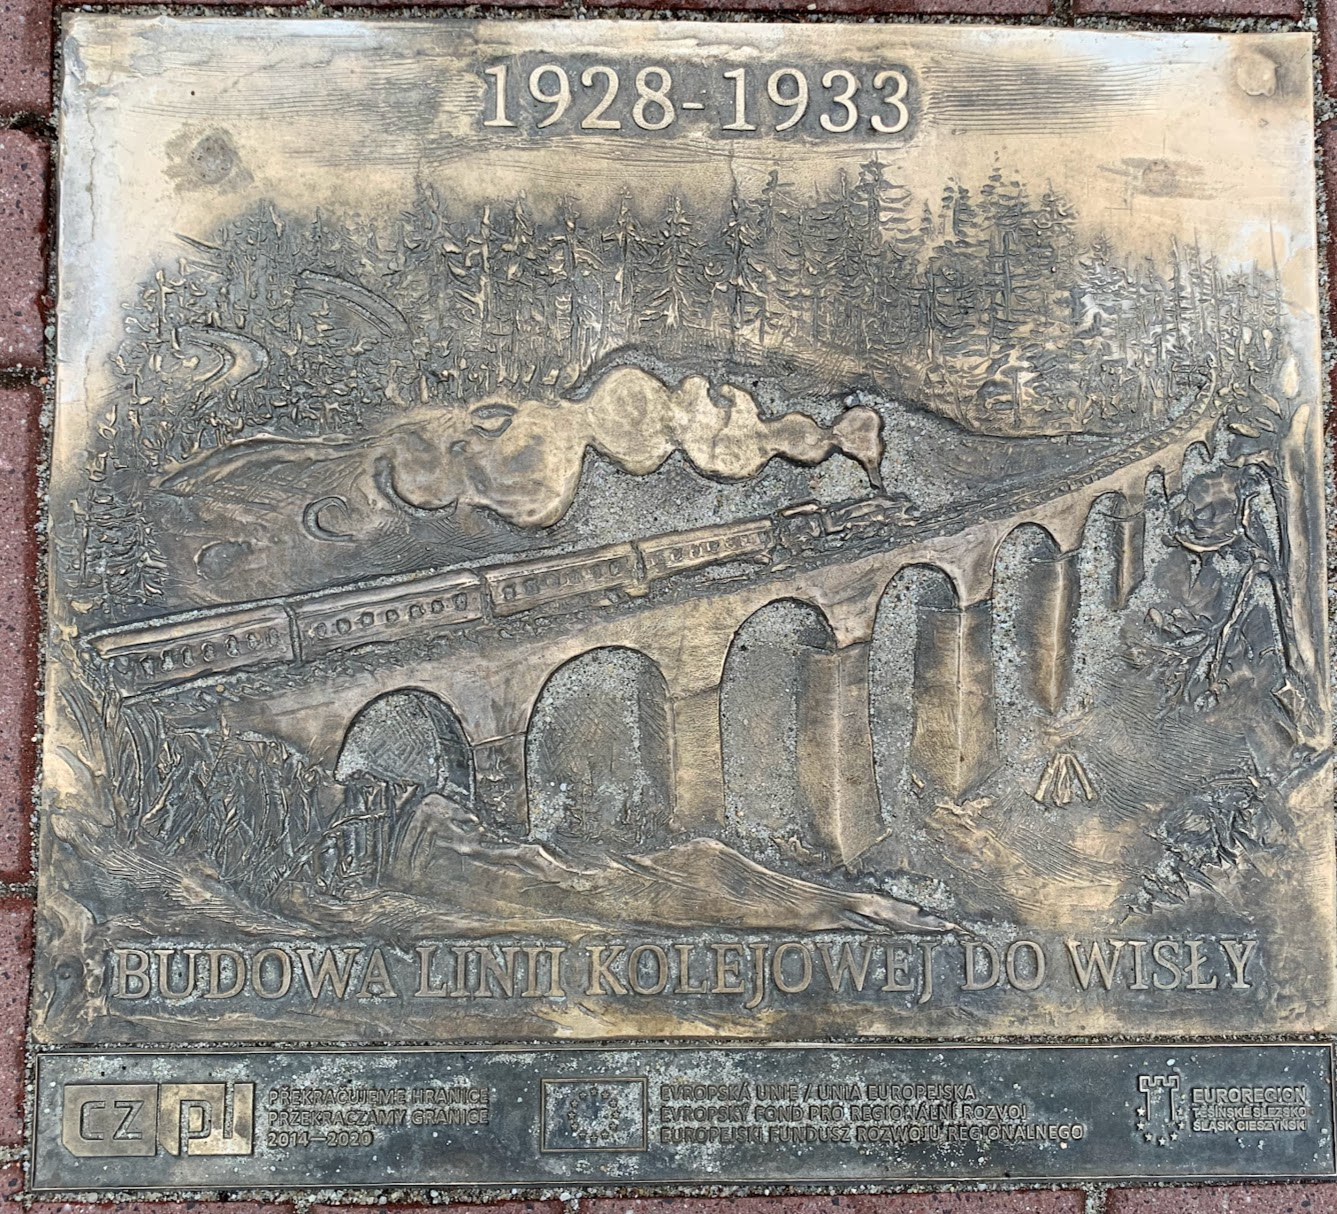 1928-1933
BUDOWA LINII KOLEJOWEJ DO WISŁY
CZ PL
PŘEKRAČUJEME HRANICE
PRZEKRACZAMY GRANICE
2014—2020
EVROPSKÁ UNIE / UNIA EUROPEJSKA
EVROPSKÝ FOND PRO REGIONÁLNÍ ROZVOJ
EUROPEJSKI FUNDUSZ ROZWOJU REGIONALNEGO
EUROREGION
TĚŠÍNSKÉ SLEZSKO
ŚLĄSK CIESZYŃSKI